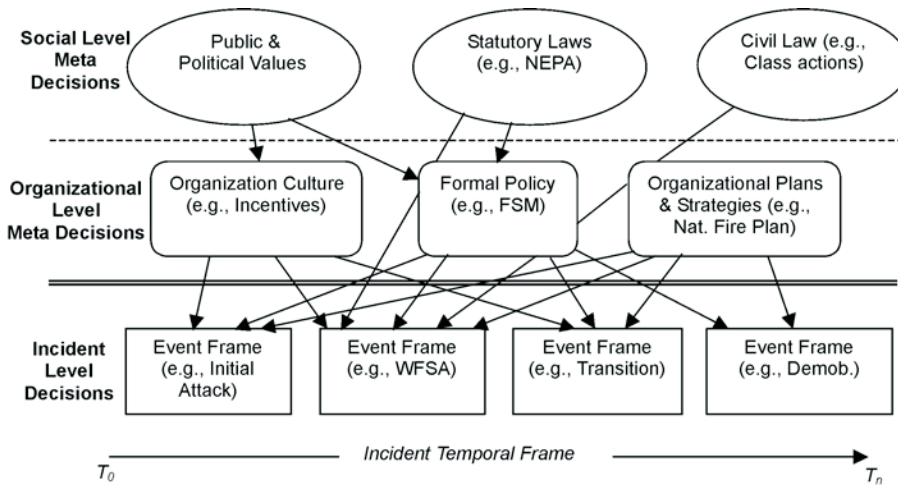 Social Level
Meta
Decisions
Public &
Political Values
Statutory Laws
(e.g., NEPA)
Civil Law (e.g.,
Class actions)
Organizational
Level
Meta Decisions
Organization Culture
(e.g., Incentives)
Formal Policy
(e.g., FSM)
Organizational Plans
& Strategies (e.g.,
Nat. Fire Plan)
Incident
Level
Decisions
Event Frame
(e.g., Initial
Attack)
Event Frame
(e.g., WFSA)
Event Frame
(e.g., Transition)
Event Frame
(e.g., Demob.)
Incident Temporal Frame
T0
Tn